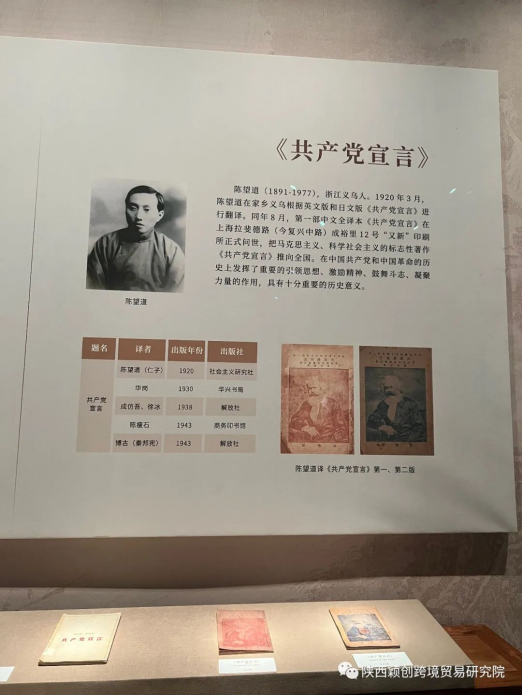 《共产党宣言》
陈望道（1891-1977），浙江义乌人。1920年3月，
陈望道在家乡义乌根据英文版和日文版《共产党宣言》进
行翻译。同年8月，第一部中文全译本《共产党宣言》在
上海拉斐德路（今复兴中路）成裕里12号“又新”印刷
所正式问世，把马克思主义、科学社会主义的标志性著作
《共产党宣言》推向全国。在中国共产党和中国革命的历
史上发挥了重要的引领思想、激励精神、鼓舞斗志、凝聚
力量的作用，具有十分重要的历史意义。
陈望道
题名 译者 出版年份 出版社
共产党宣言
陈望道（仁子） 1920 社会主义研究社
华岗 1930 华兴书局
成仿吾、徐冰 1938 解放社
陈瘦石 1943 商务印书馆
博古（秦邦宪） 1943 解放社
陈望道译《共产党宣言》第一、第二版
共产党宣言
陕西颖创跨境贸易研究院